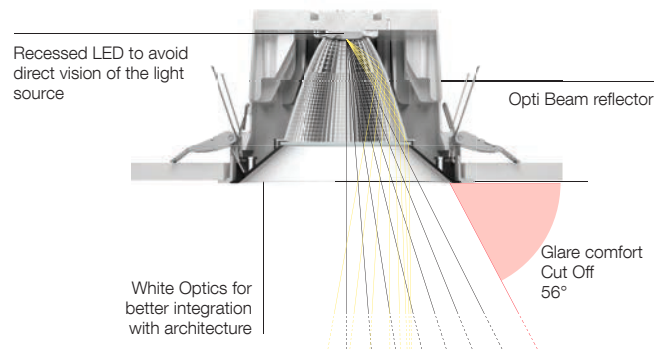 Recessed LED to avoid
direct vision of the light
source
Opti Beam reflector
Glare comfort
Cut Off
56°
White Optics for
better integration
with architecture